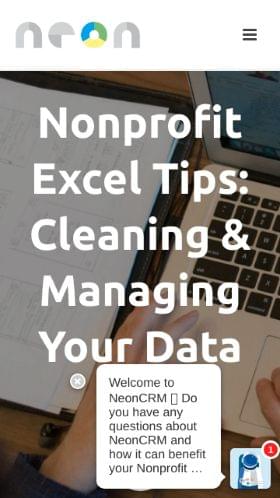 neon
Nonprofit
Excel Tips:
Cleaning &
Managing
Your Data
Welcome to
NeonCRM ▯ Do
you have any
questions about
NeonCRM and
how it can benefit
your Nonprofit ...
1